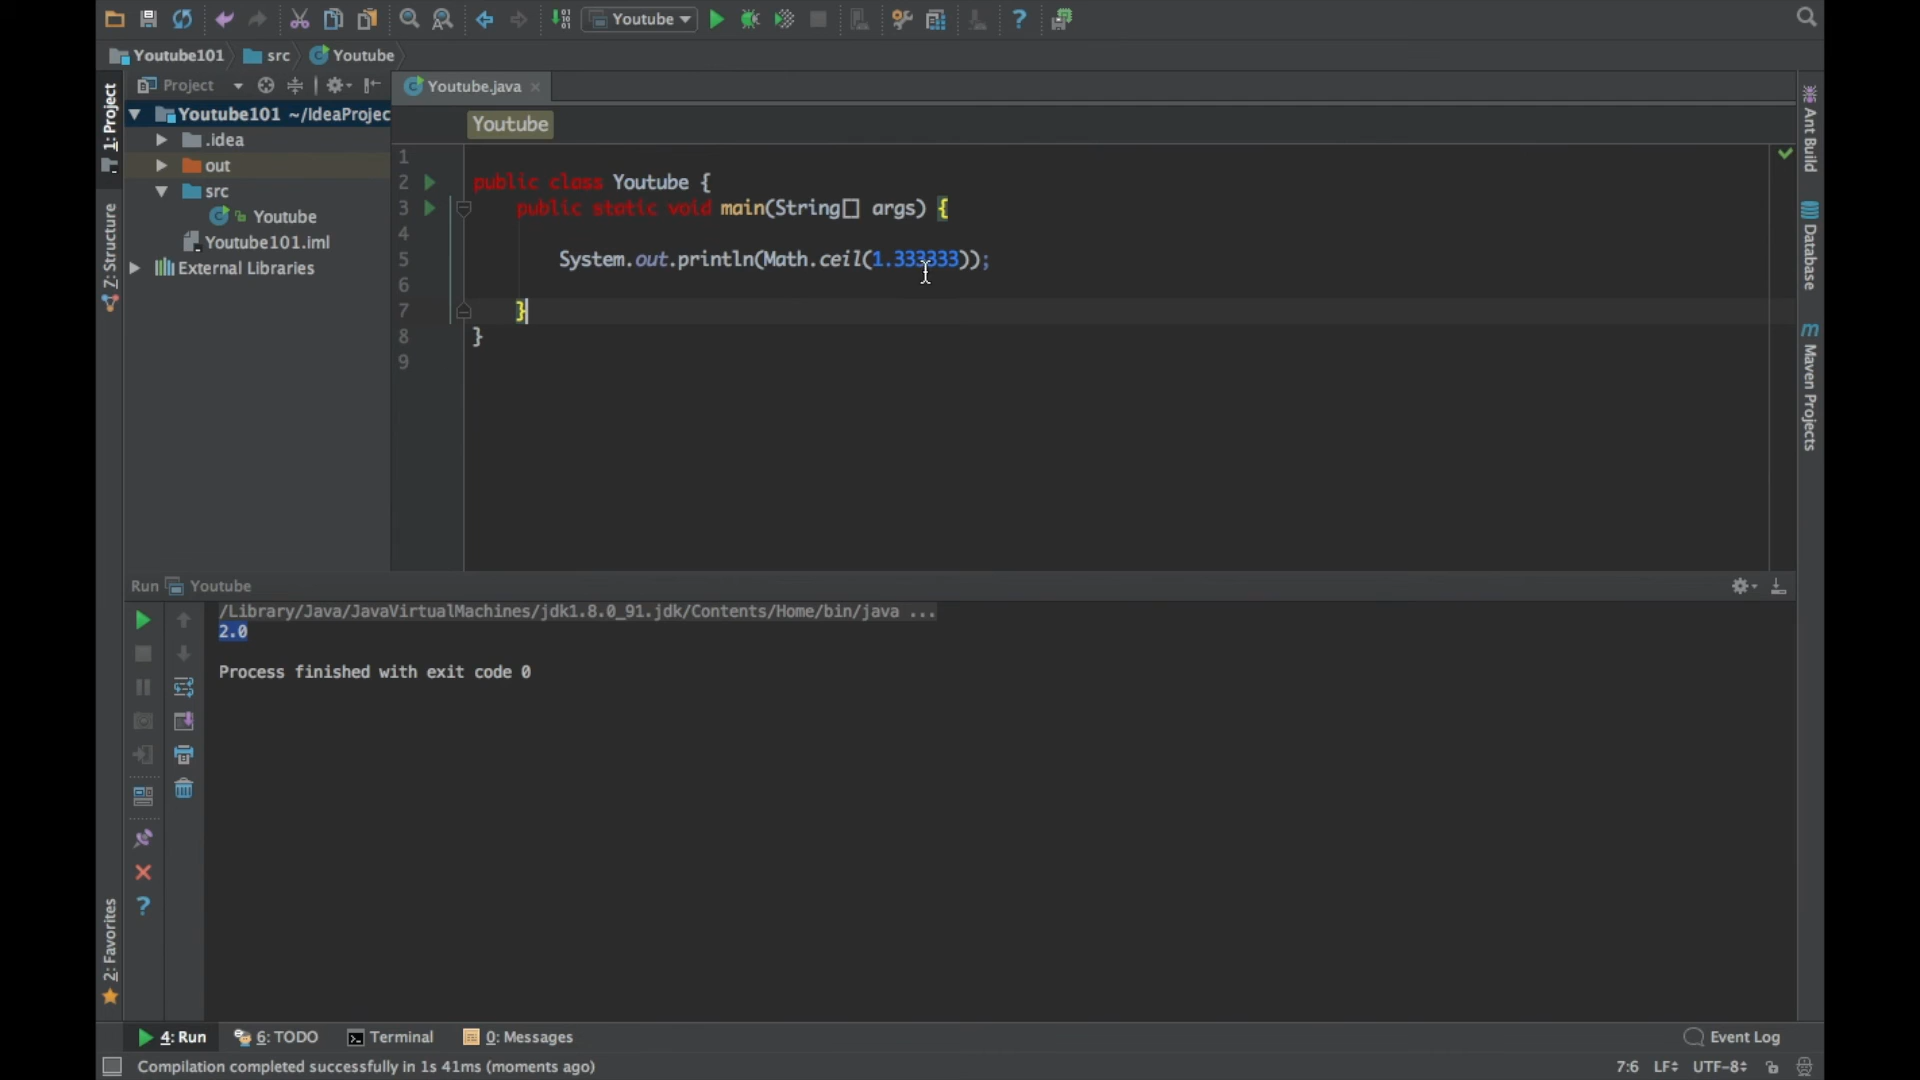 Youtube
Youtube101
src
Youtube
Project
Youtube.java
1: Project
Youtube101 ~/IdeaProjec
.idea
out
src
Youtube
Youtube101.iml
External Libraries
Z: Structure
Youtube
1
2 public class Youtube {
3 public static void main(String[] args) {
4
5 System.out.println(Math.ceil(1.333333));
6
7 }
8 }
9
Ant Build
Database
m Maven Projects
Run Youtube
/Library/Java/JavaVirtualMachines/jdk1.8.0_91.jdk/Contents/Home/bin/java ...
2.0
Process finished with exit code 0
2: Favorites
4: Run
6: TODO
Terminal
0: Messages
Event Log
Compilation completed successfully in 1s 41ms (moments ago)
7:6 LF UTF-8